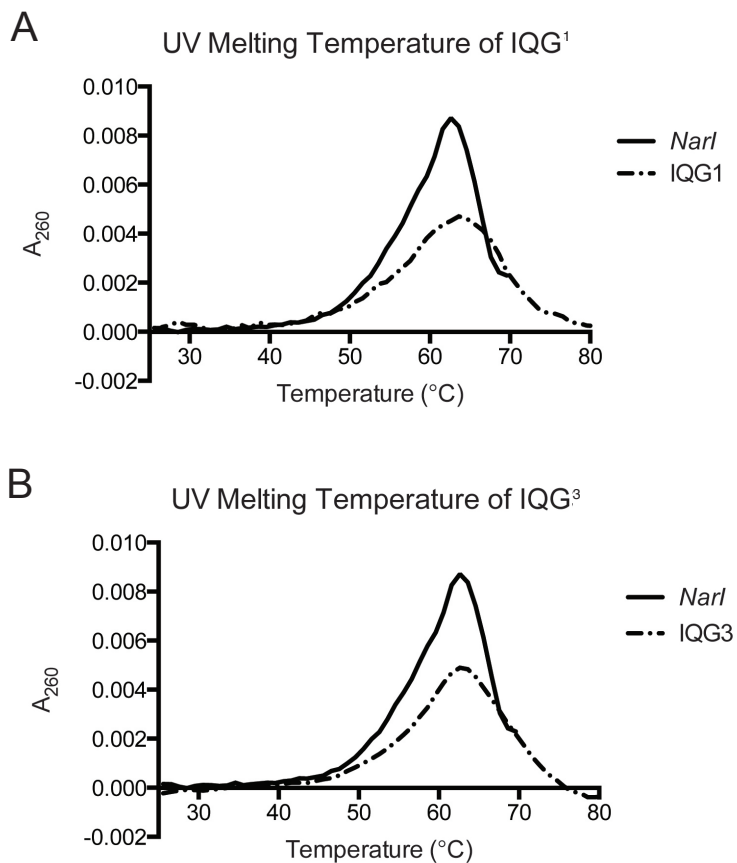 A
UV Melting Temperature of IQG¹
0.010
0.008
0.006
0.004
0.002
0.000
-0.002
A₂₆₀
30 40 50 60 70 80
Temperature (°C)
NarI
IQG1
B
UV Melting Temperature of IQG³
0.010
0.008
0.006
0.004
0.002
0.000
-0.002
A₂₆₀
30 40 50 60 70 80
Temperature (°C)
NarI
IQG3